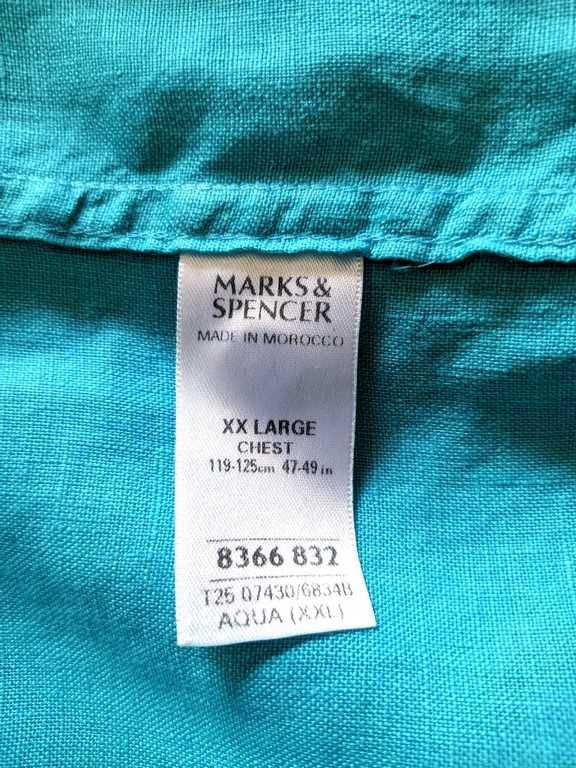 MARKS &
SPENCER
MADE IN MOROCCO
XX LARGE
CHEST
119-125cm 47-49 in
8366 832
T25 07430/6834B
AQUA (XXL)